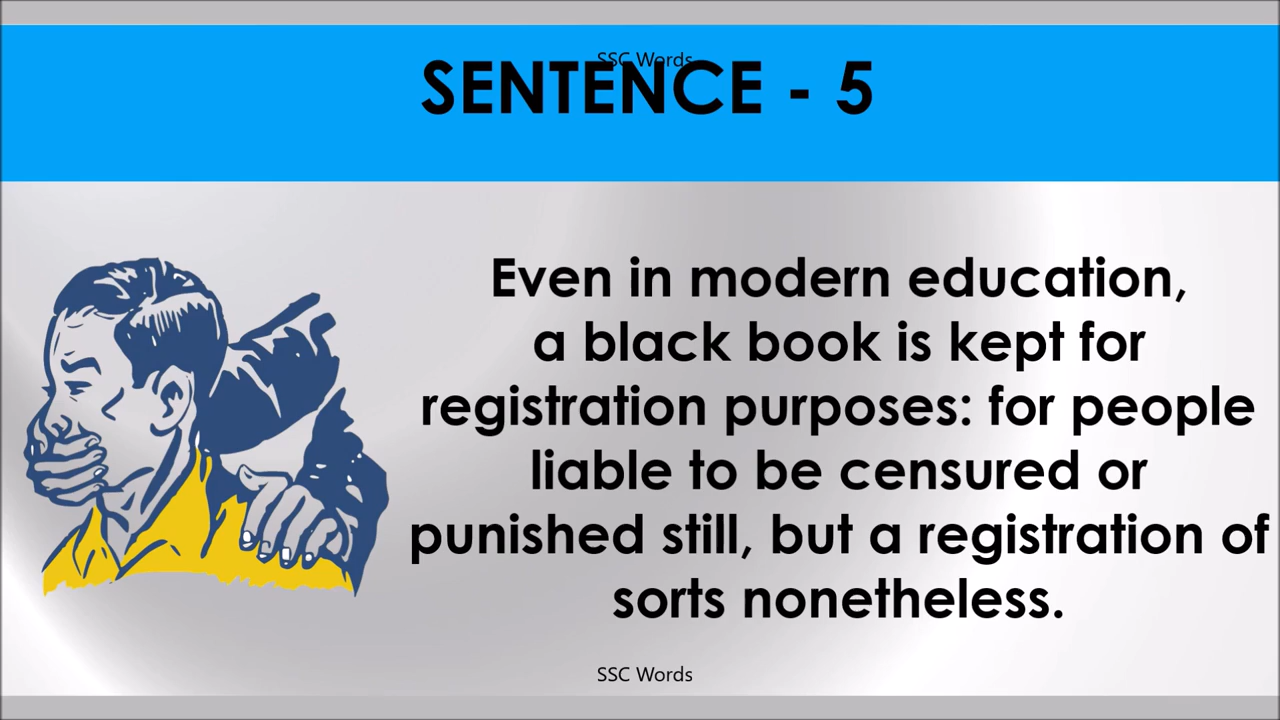 SSC Words
SENTENCE - 5
Even in modern education,
a black book is kept for
registration purposes: for people
liable to be censured or
punished still, but a registration of
sorts nonetheless.
SSC Words